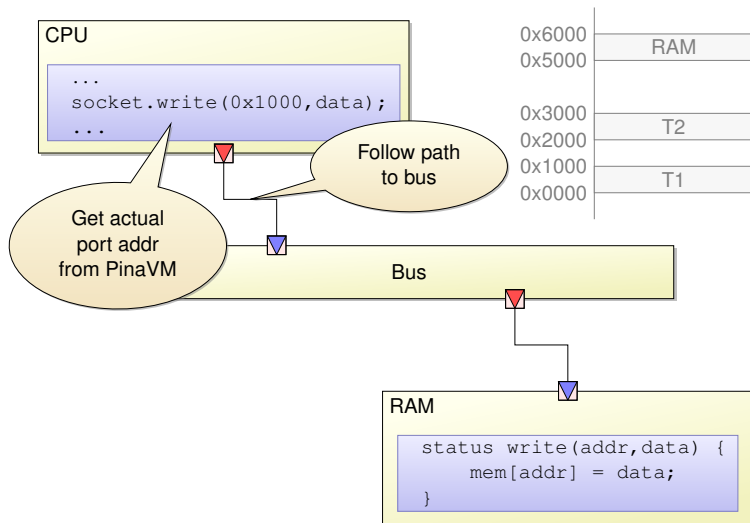 CPU
...
socket.write(0x1000,data);
...
0x6000
RAM
0x5000
0x3000
T2
0x2000
0x1000
T1
0x0000
Follow path
to bus
Get actual
port addr
from PinaVM
Bus
RAM
status write(addr,data) {
mem[addr] = data;
}